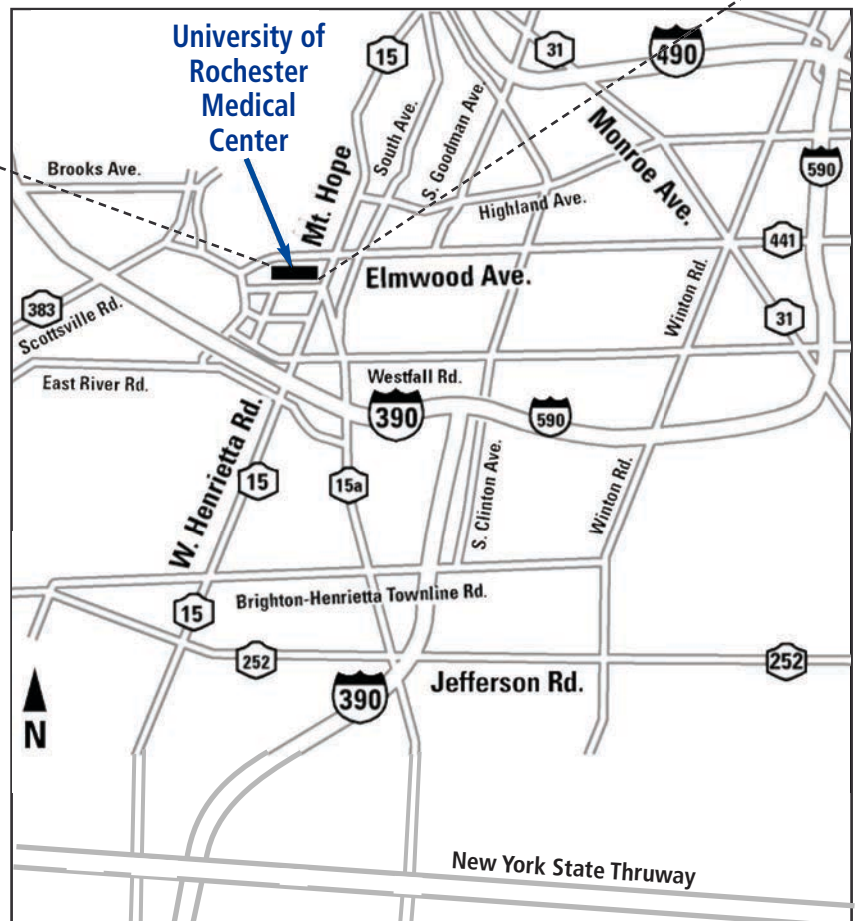 University of
Rochester
Medical
Center
15
31
490
Brooks Ave.
Mt. Hope
South Ave.
S. Goodman Ave.
Monroe Ave.
590
Highland Ave.
441
Elmwood Ave.
383
Scottsville Rd.
Winton Rd.
31
East River Rd.
Westfall Rd.
390
590
W. Henrietta Rd.
15
15a
S. Clinton Ave.
Winton Rd.
Brighton-Henrietta Townline Rd.
15
252
252
390
Jefferson Rd.
N
New York State Thruway